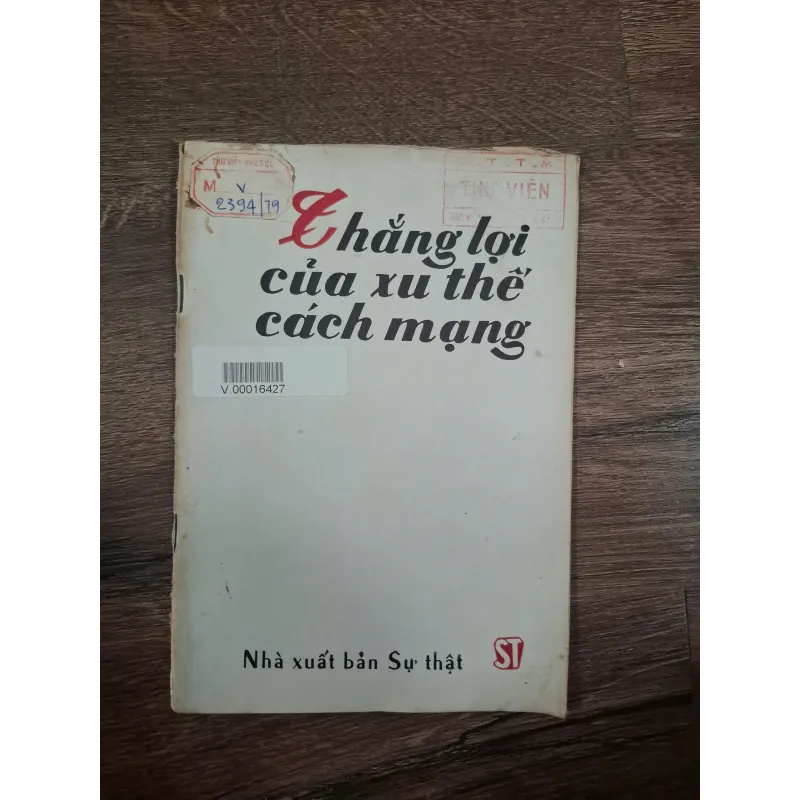 M V
2394/79
T.T.M
THƯ VIỆN
Thắng lợi
của xu thế
cách mạng
V.00016427
Nhà xuất bản Sự thật ST